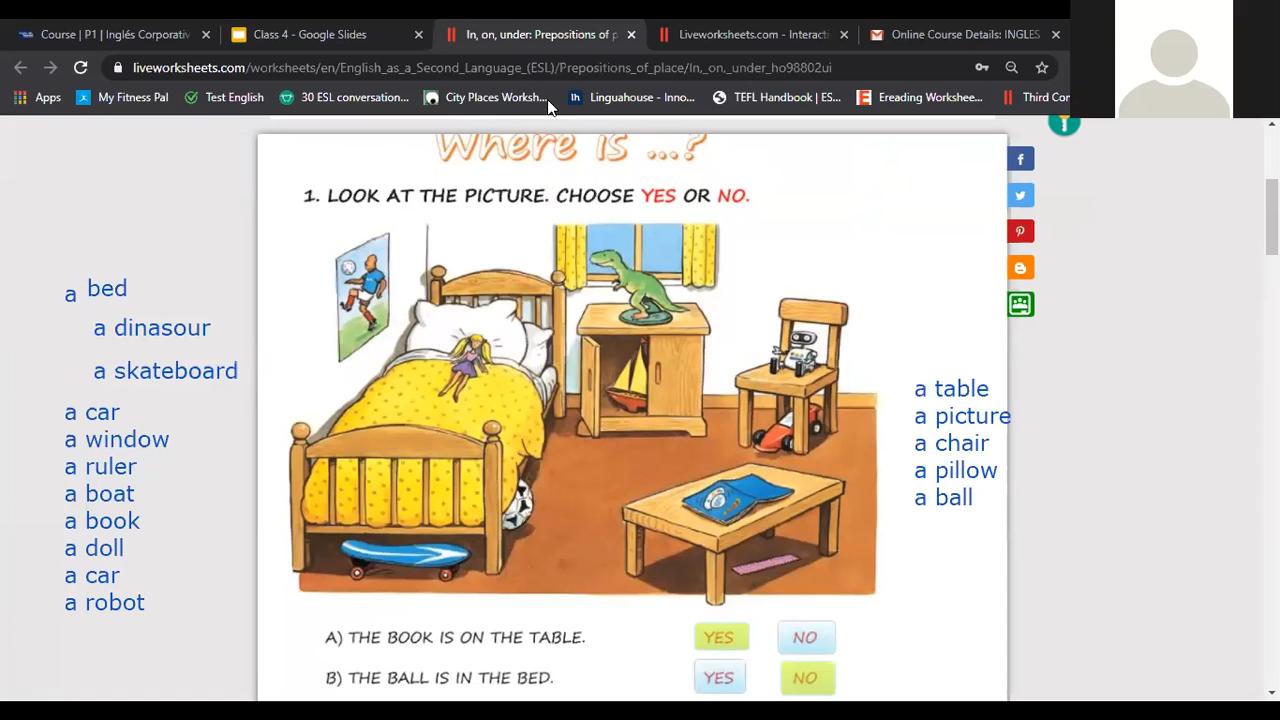 Course | P1 | Inglés Corporativ
Class 4 - Google Slides
In, on, under: Prepositions of p
Liveworksheets.com - Interacti
Online Course Details: INGLES
liveworksheets.com/worksheets/en/English_as_a_Second_Language_(ESL)/Prepositions_of_place/In,_on,_under_ho98802ui
Apps
My Fitness Pal
Test English
30 ESL conversation...
City Places Worksh...
Linguahouse - Inno...
TEFL Handbook | ES...
Ereading Workshee...
Third Con
Where is ...?
1. LOOK AT THE PICTURE. CHOOSE YES OR NO.
a bed
a dinasour
a skateboard
a car
a window
a ruler
a boat
a book
a doll
a car
a robot
a table
a picture
a chair
a pillow
a ball
A) THE BOOK IS ON THE TABLE. YES NO
B) THE BALL IS IN THE BED. YES NO